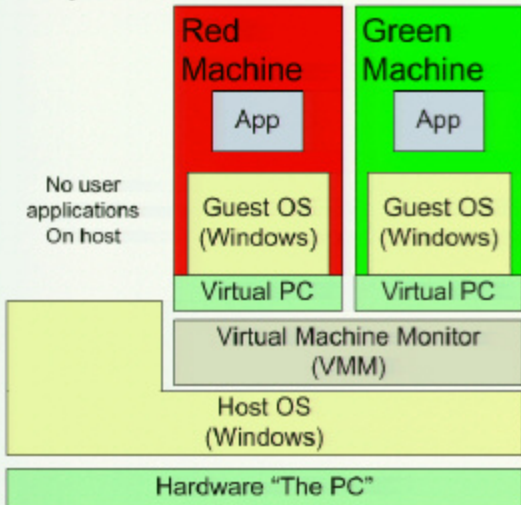 Red
Machine
App
Guest OS
(Windows)
Virtual PC
Green
Machine
App
Guest OS
(Windows)
Virtual PC
No user
applications
On host
Virtual Machine Monitor
(VMM)
Host OS
(Windows)
Hardware “The PC”